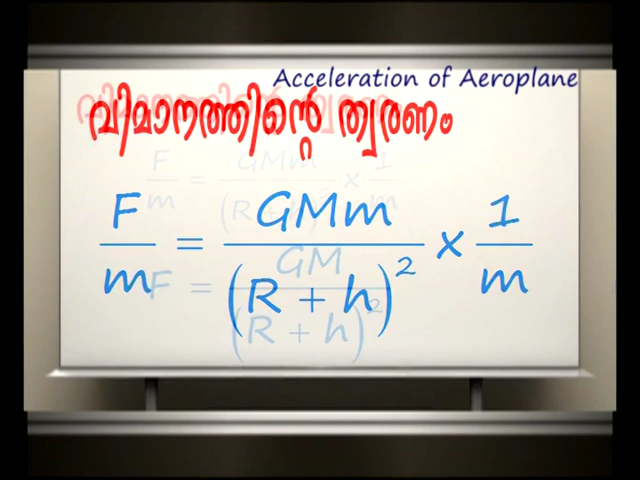 Acceleration of Aeroplane
വിമാനത്തിന്റെ ത്വരണം
F/m = GMm/(R + h)² x 1/m